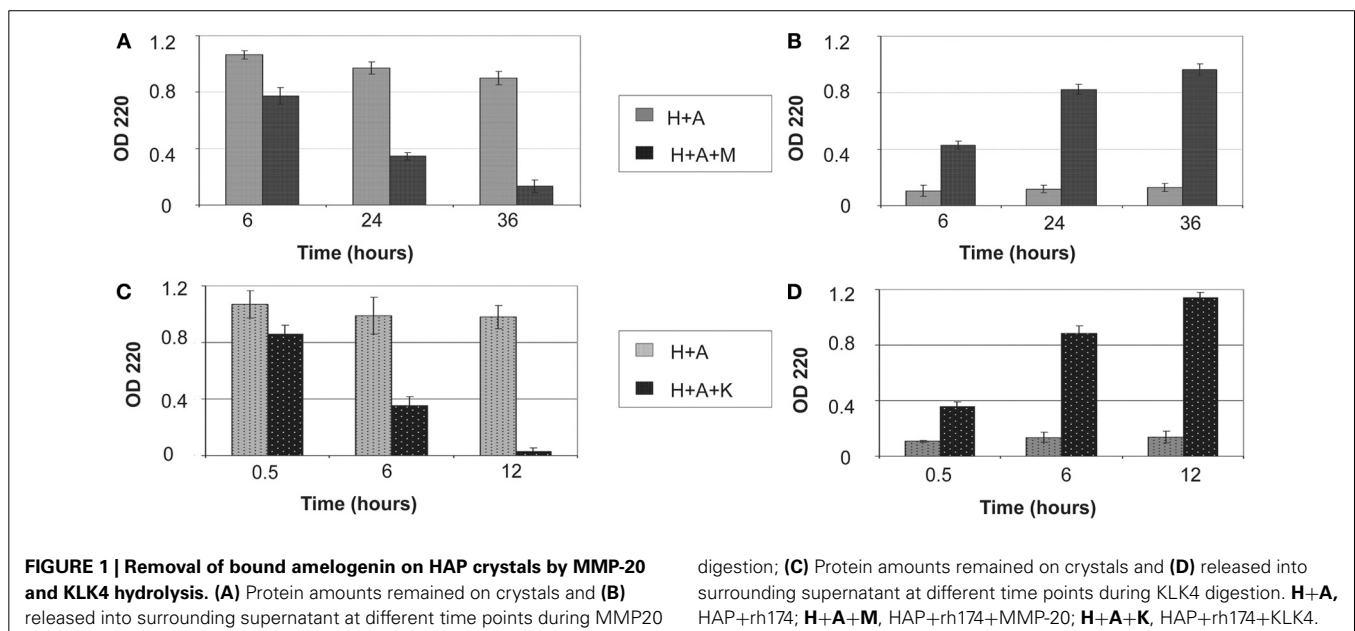 A
1.2
0.8
0.4
0
OD 220
6
24
36
Time (hours)
H+A
H+A+M
B
1.2
0.8
0.4
0
OD 220
6
24
36
Time (hours)
C
1.2
0.8
0.4
0
OD 220
0.5
6
12
Time (hours)
H+A
H+A+K
D
1.2
0.8
0.4
0
OD 220
0.5
6
12
Time (hours)
FIGURE 1 | Removal of bound amelogenin on HAP crystals by MMP-20
and KLK4 hydrolysis. (A) Protein amounts remained on crystals and (B)
released into surrounding supernatant at different time points during MMP20
digestion; (C) Protein amounts remained on crystals and (D) released into
surrounding supernatant at different time points during KLK4 digestion. H+A,
HAP+rh174; H+A+M, HAP+rh174+MMP-20; H+A+K, HAP+rh174+KLK4.